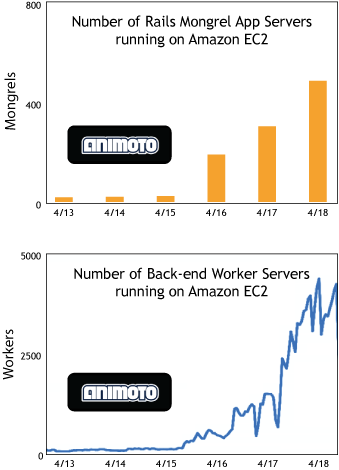 800
Number of Rails Mongrel App Servers
running on Amazon EC2
Mongrels
400
ANIMOTO
0
4/13 4/14 4/15 4/16 4/17 4/18
5000
Number of Back-end Worker Servers
running on Amazon EC2
Workers
2500
ANIMOTO
0
4/13 4/14 4/15 4/16 4/17 4/18